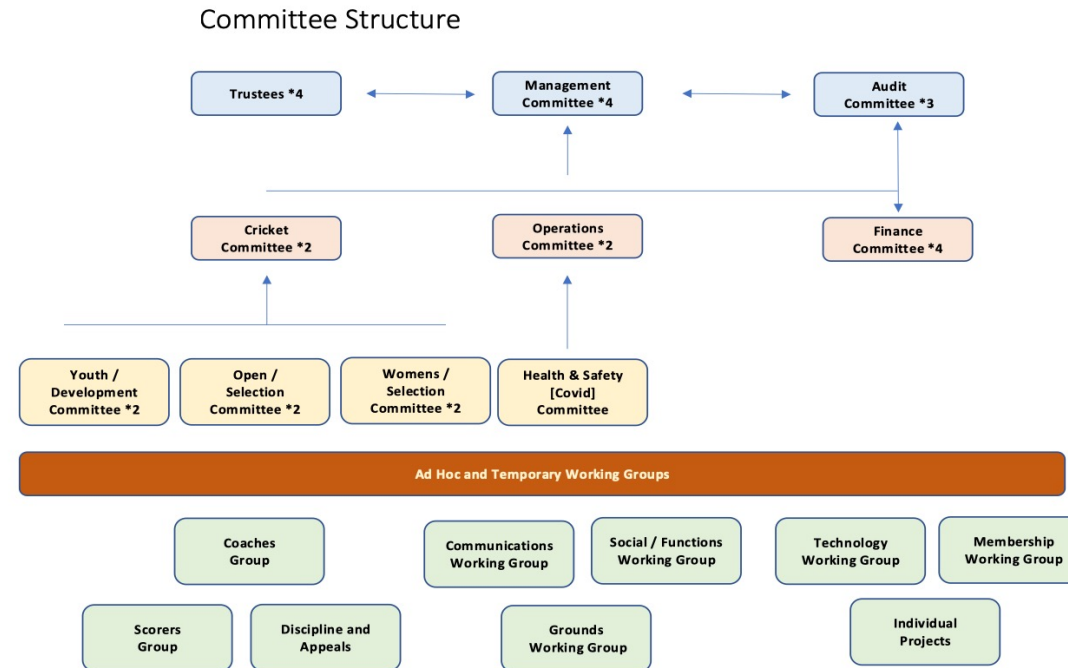 Committee Structure
Trustees *4
Management
Committee *4
Audit
Committee *3
Cricket
Committee *2
Operations
Committee *2
Finance
Committee *4
Youth /
Development
Committee *2
Open /
Selection
Committee *2
Womens /
Selection
Committee *2
Health & Safety
[Covid]
Committee
Ad Hoc and Temporary Working Groups
Coaches
Group
Communications
Working Group
Social / Functions
Working Group
Technology
Working Group
Membership
Working Group
Scorers
Group
Discipline and
Appeals
Grounds
Working Group
Individual
Projects